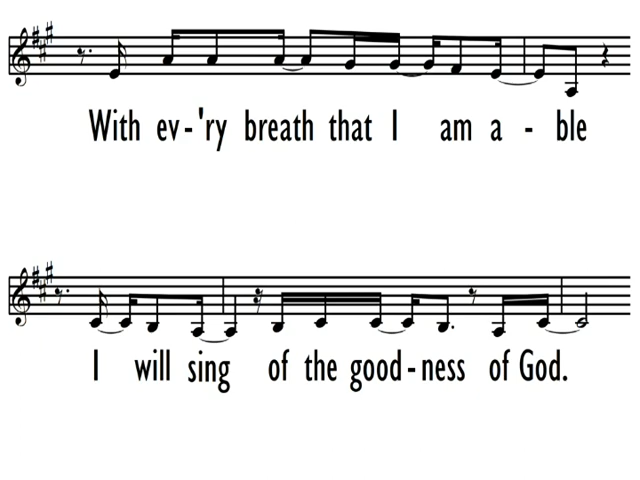 With ev-'ry breath that I am a - ble
I will sing of the good-ness of God.